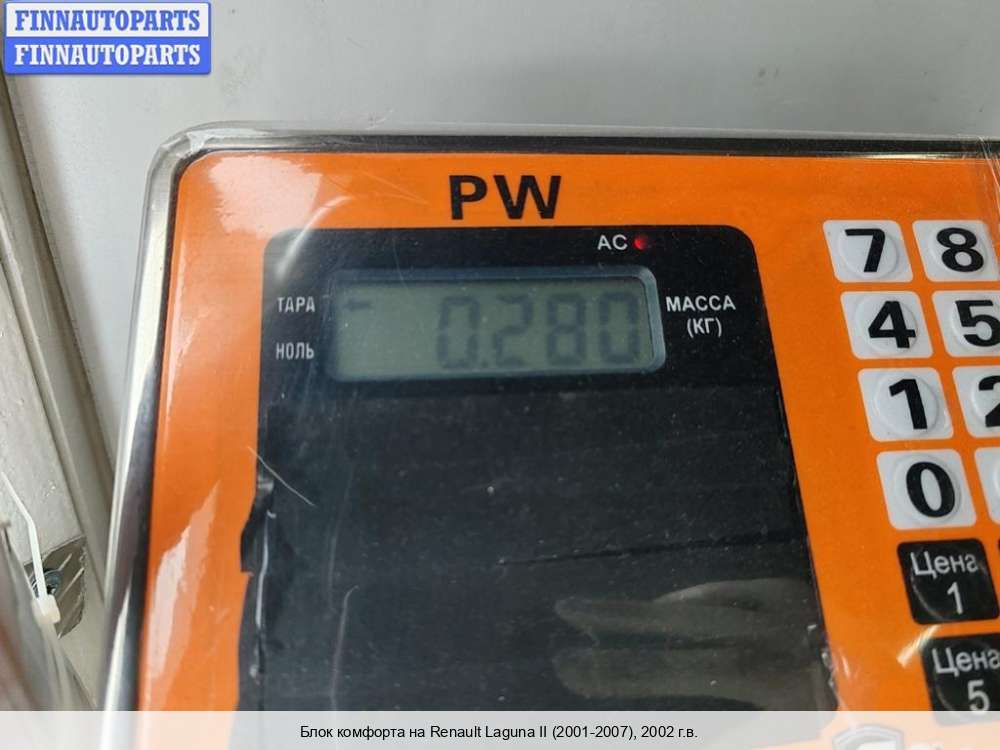 FINNAUTOPARTS
FINNAUTOPARTS
PW
AC
ТАРА
0.280
МАССА
(КГ)
НОЛЬ
7 8
4 5
1 2
0
Цена
1
Цена
5
Блок комфорта на Renault Laguna II (2001-2007), 2002 г.в.